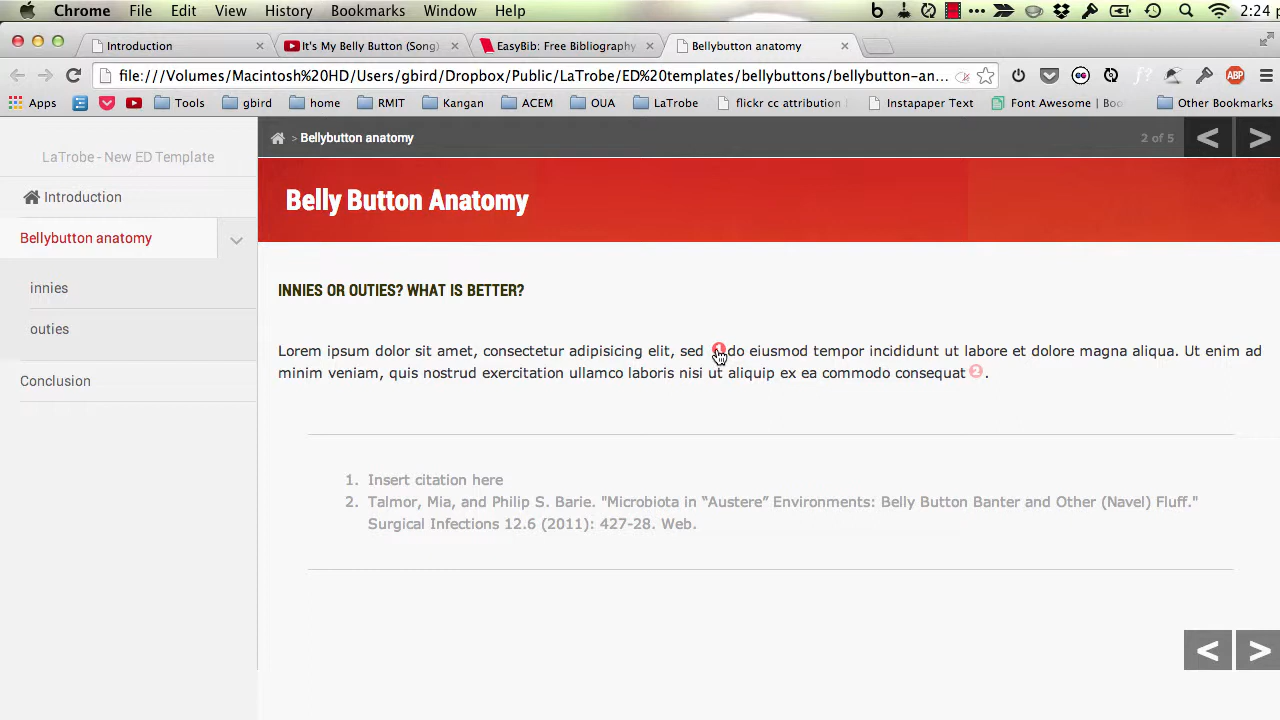 Chrome File Edit View History Bookmarks Window Help 2:24
Introduction It's My Belly Button (Song) EasyBib: Free Bibliography Bellybutton anatomy
file:///Volumes/Macintosh%20HD/Users/gbird/Dropbox/Public/LaTrobe/ED%20templates/bellybuttons/bellybutton-an... ABP
Apps Tools gbird home RMIT Kangan ACEM OUA LaTrobe flickr cc attribution Instapaper Text Font Awesome | Boo Other Bookmarks
LaTrobe - New ED Template
Introduction
Bellybutton anatomy
innies
outies
Conclusion
> Bellybutton anatomy 2 of 5 < >
Belly Button Anatomy
INNIES OR OUTIES? WHAT IS BETTER?
Lorem ipsum dolor sit amet, consectetur adipisicing elit, sed 1 do eiusmod tempor incididunt ut labore et dolore magna aliqua. Ut enim ad
minim veniam, quis nostrud exercitation ullamco laboris nisi ut aliquip ex ea commodo consequat 2 .
1. Insert citation here
2. Talmor, Mia, and Philip S. Barie. "Microbiota in “Austere” Environments: Belly Button Banter and Other (Navel) Fluff."
Surgical Infections 12.6 (2011): 427-28. Web.
< >